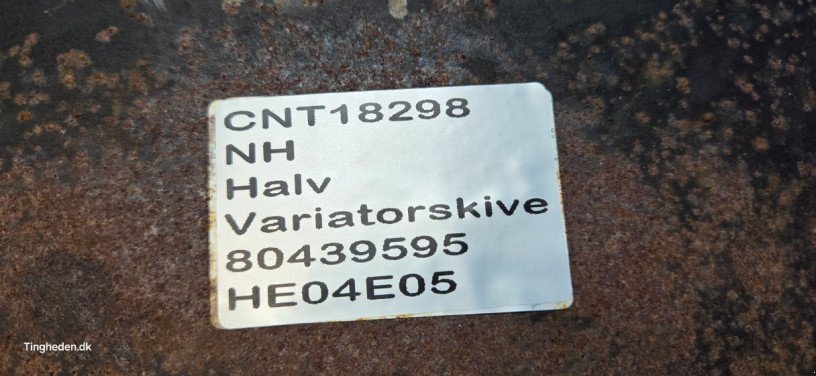 CNT18298
NH
Halv
Variatorskive
80439595
HE04E05
Tingheden.dk